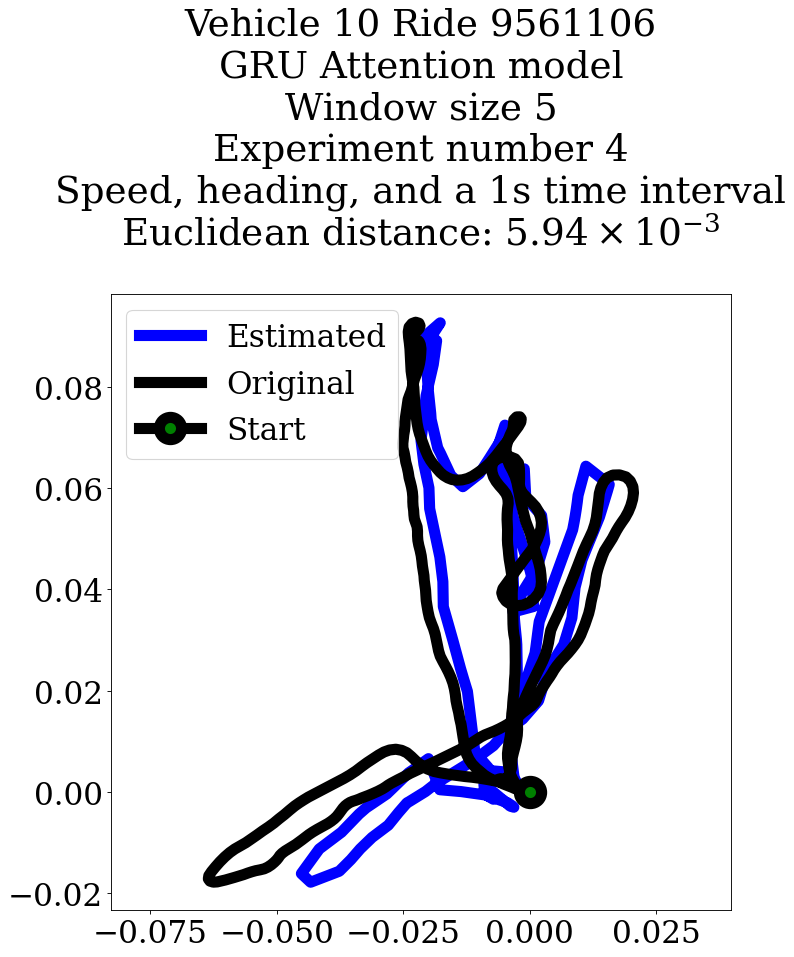 Vehicle 10 Ride 9561106
GRU Attention model
Window size 5
Experiment number 4
Speed, heading, and a 1s time interval
Euclidean distance: 5.94 × 10⁻³
Estimated
Original
Start
0.08
0.06
0.04
0.02
0.00
−0.02
−0.075 −0.050 −0.025 0.000 0.025